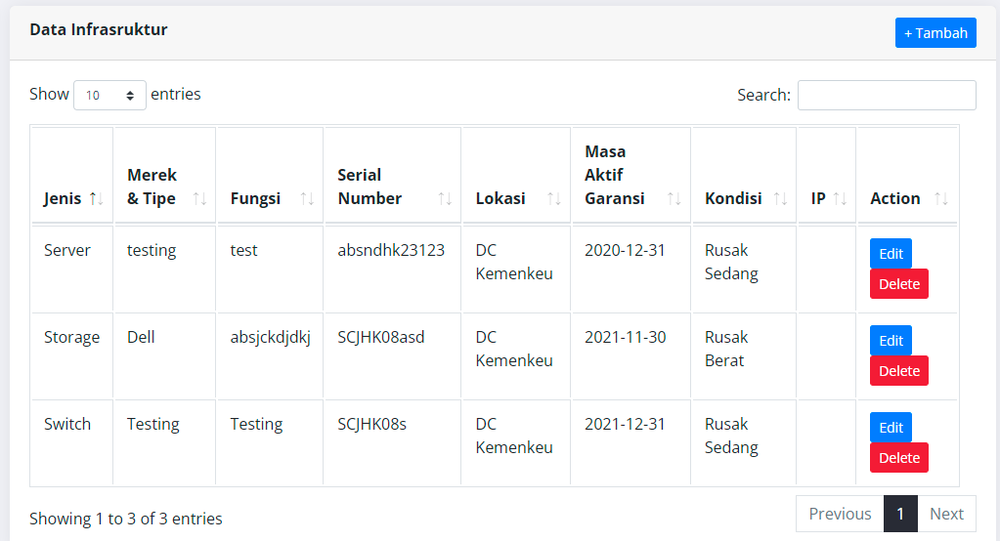 Data Infrasruktur
+ Tambah
Show 10 entries
Search:
Jenis
Merek
& Tipe
Fungsi
Serial
Number
Lokasi
Masa
Aktif
Garansi
Kondisi
IP
Action
Server
testing
test
absndhk23123
DC
Kemenkeu
2020-12-31
Rusak
Sedang
Edit
Delete
Storage
Dell
absjckdjdkj
SCJHK08asd
DC
Kemenkeu
2021-11-30
Rusak
Berat
Edit
Delete
Switch
Testing
Testing
SCJHK08s
DC
Kemenkeu
2021-12-31
Rusak
Sedang
Edit
Delete
Showing 1 to 3 of 3 entries
Previous 1 Next